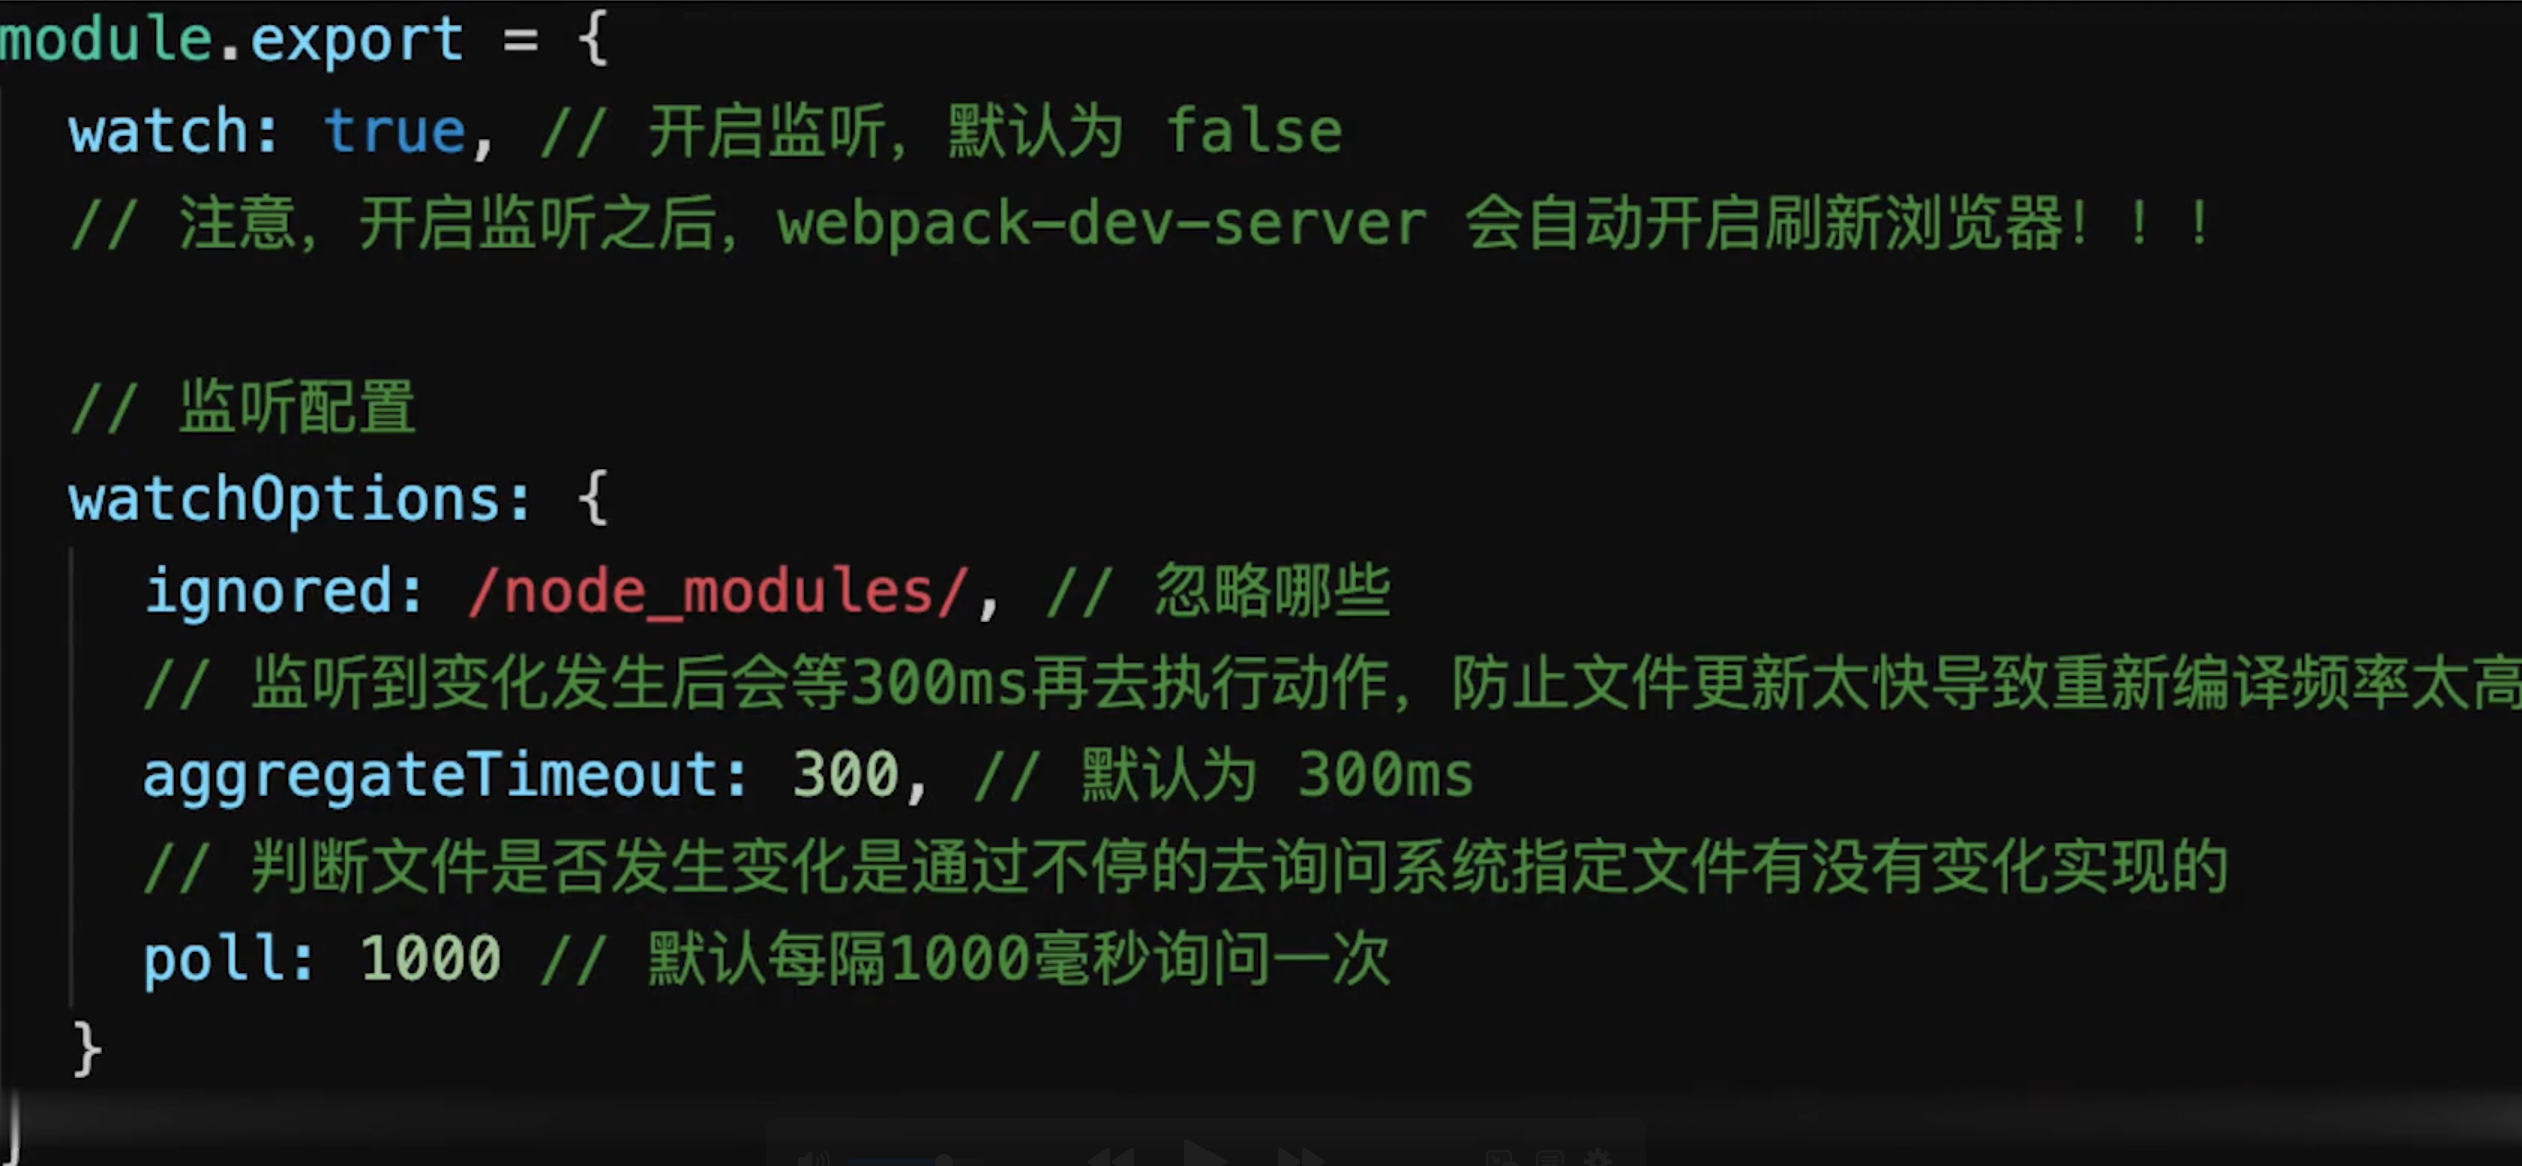 module.export = {
watch: true, // 开启监听，默认为 false
// 注意，开启监听之后，webpack-dev-server 会自动开启刷新浏览器！！！
// 监听配置
watchOptions: {
ignored: /node_modules/, // 忽略哪些
// 监听到变化发生后会等300ms再去执行动作，防止文件更新太快导致重新编译频率太高
aggregateTimeout: 300, // 默认为 300ms
// 判断文件是否发生变化是通过不停的去询问系统指定文件有没有变化实现的
poll: 1000 // 默认每隔1000毫秒询问一次
}
}